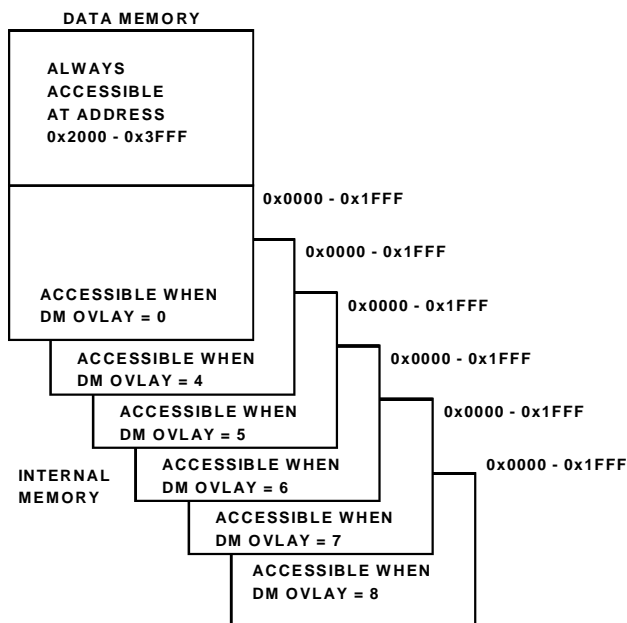 DATA MEMORY
ALWAYS
ACCESSIBLE
AT ADDRESS
0x2000 - 0x3FFF
0x0000 - 0x1FFF
0x0000 - 0x1FFF
ACCESSIBLE WHEN
DM OVLAY = 0
0x0000 - 0x1FFF
ACCESSIBLE WHEN
DM OVLAY = 4
0x0000 - 0x1FFF
ACCESSIBLE WHEN
DM OVLAY = 5
0x0000 - 0x1FFF
INTERNAL
MEMORY
ACCESSIBLE WHEN
DM OVLAY = 6
0x0000 - 0x1FFF
ACCESSIBLE WHEN
DM OVLAY = 7
ACCESSIBLE WHEN
DM OVLAY = 8